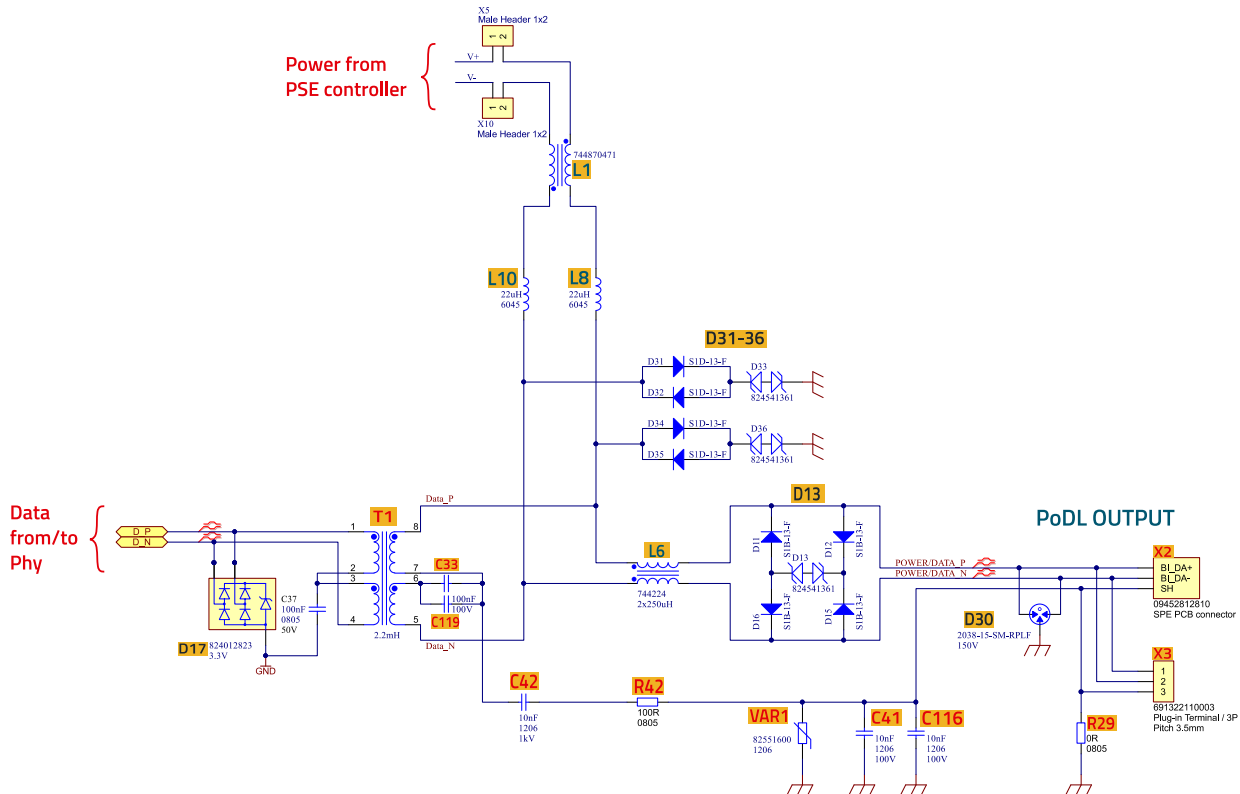 X5
Male Header 1x2
1 2
Power from
PSE controller
V+
V-
1 2
X10
Male Header 1x2
744870471
L1
L10
22uH
6045
L8
22uH
6045
D31-36
D31
S1D-13-F
D33
D32
S1D-13-F
824541361
D34
S1D-13-F
D36
D35
S1D-13-F
824541361
Data
from/to
Phy
D_P
D_N
1
2
3
4
T1
8
7
6
5
2.2mH
Data_P
Data_N
C33
100nF
100V
C119
C37
100nF
0805
50V
D17
824012823
3.3V
GND
L6
744224
2x250uH
D13
D11
S1B-13-F
D12
S1B-13-F
D13
824541361
D16
S1B-13-F
D15
S1B-13-F
PoDL OUTPUT
POWER/DATA_P
POWER/DATA_N
X2
BI_DA+
BI_DA-
SH
09452812810
SPE PCB connector
D30
2038-15-SM-RPLF
150V
X3
1
2
3
691322110003
Plug-in Terminal / 3P
Pitch 3.5mm
C42
10nF
1206
1kV
R42
100R
0805
VAR1
82551600
1206
C41
10nF
1206
100V
C116
10nF
1206
100V
R29
0R
0805